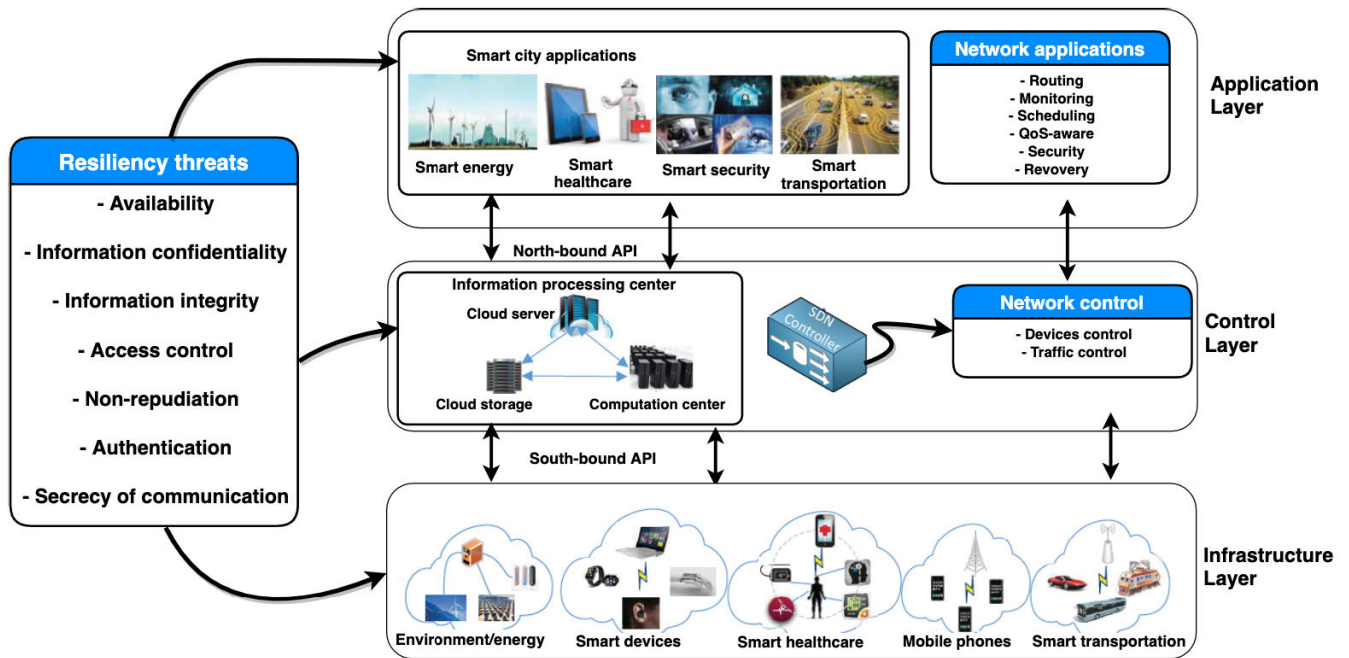 Resiliency threats
- Availability
- Information confidentiality
- Information integrity
- Access control
- Non-repudiation
- Authentication
- Secrecy of communication
Smart city applications
Smart energy
Smart
healthcare
Smart security
Smart
transportation
Network applications
- Routing
- Monitoring
- Scheduling
- QoS-aware
- Security
- Revovery
Application
Layer
North-bound API
Information processing center
Cloud server
Cloud storage
Computation center
SDN
Controller
Network control
- Devices control
- Traffic control
Control
Layer
South-bound API
Environment/energy
Smart devices
Smart healthcare
Mobile phones
Smart transportation
Infrastructure
Layer